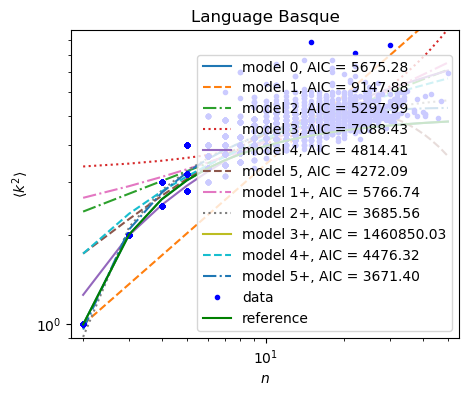 Language Basque
⟨k²⟩
10⁰
model 0, AIC = 5675.28
model 1, AIC = 9147.88
model 2, AIC = 5297.99
model 3, AIC = 7088.43
model 4, AIC = 4814.41
model 5, AIC = 4272.09
model 1+, AIC = 5766.74
model 2+, AIC = 3685.56
model 3+, AIC = 1460850.03
model 4+, AIC = 4476.32
model 5+, AIC = 3671.40
data
reference
10¹
n